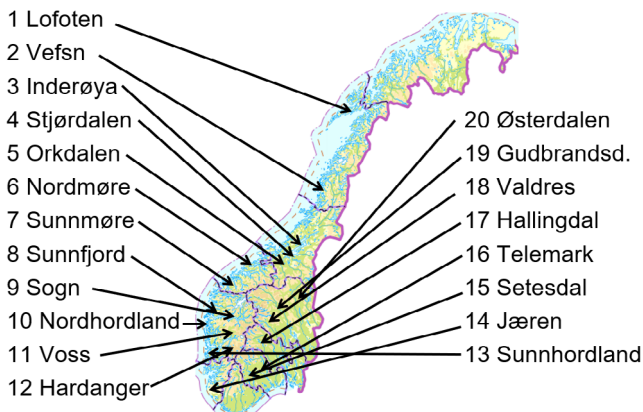 1 Lofoten
2 Vefsn
3 Inderøya
4 Stjørdalen
5 Orkdalen
6 Nordmøre
7 Sunnmøre
8 Sunnfjord
9 Sogn
10 Nordhordland
11 Voss
12 Hardanger
20 Østerdalen
19 Gudbrandsd.
18 Valdres
17 Hallingdal
16 Telemark
15 Setesdal
14 Jæren
13 Sunnhordland